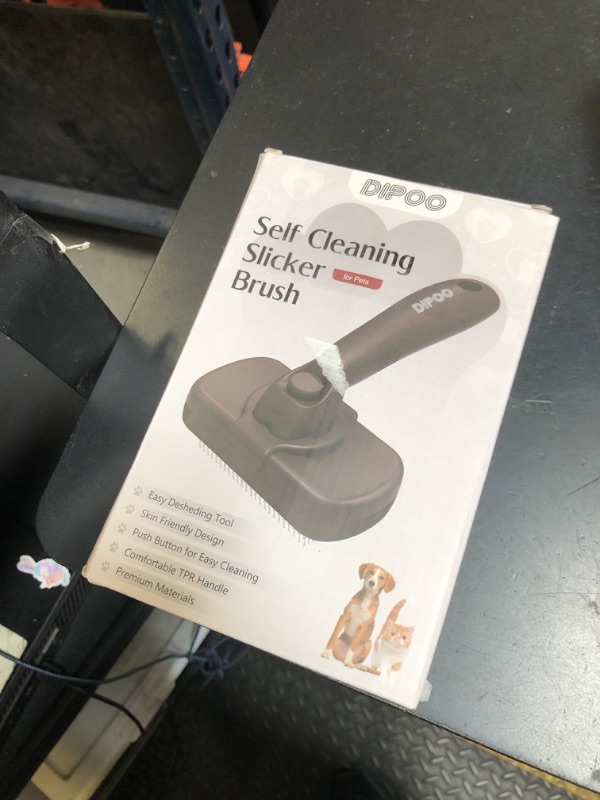 DIPOO
Self Cleaning
Slicker
for Pets
Brush
DIPOO
Easy Desheding Tool
Skin Friendly Design
Push Button for Easy Cleaning
Comfortable TPR Handle
Premium Materials